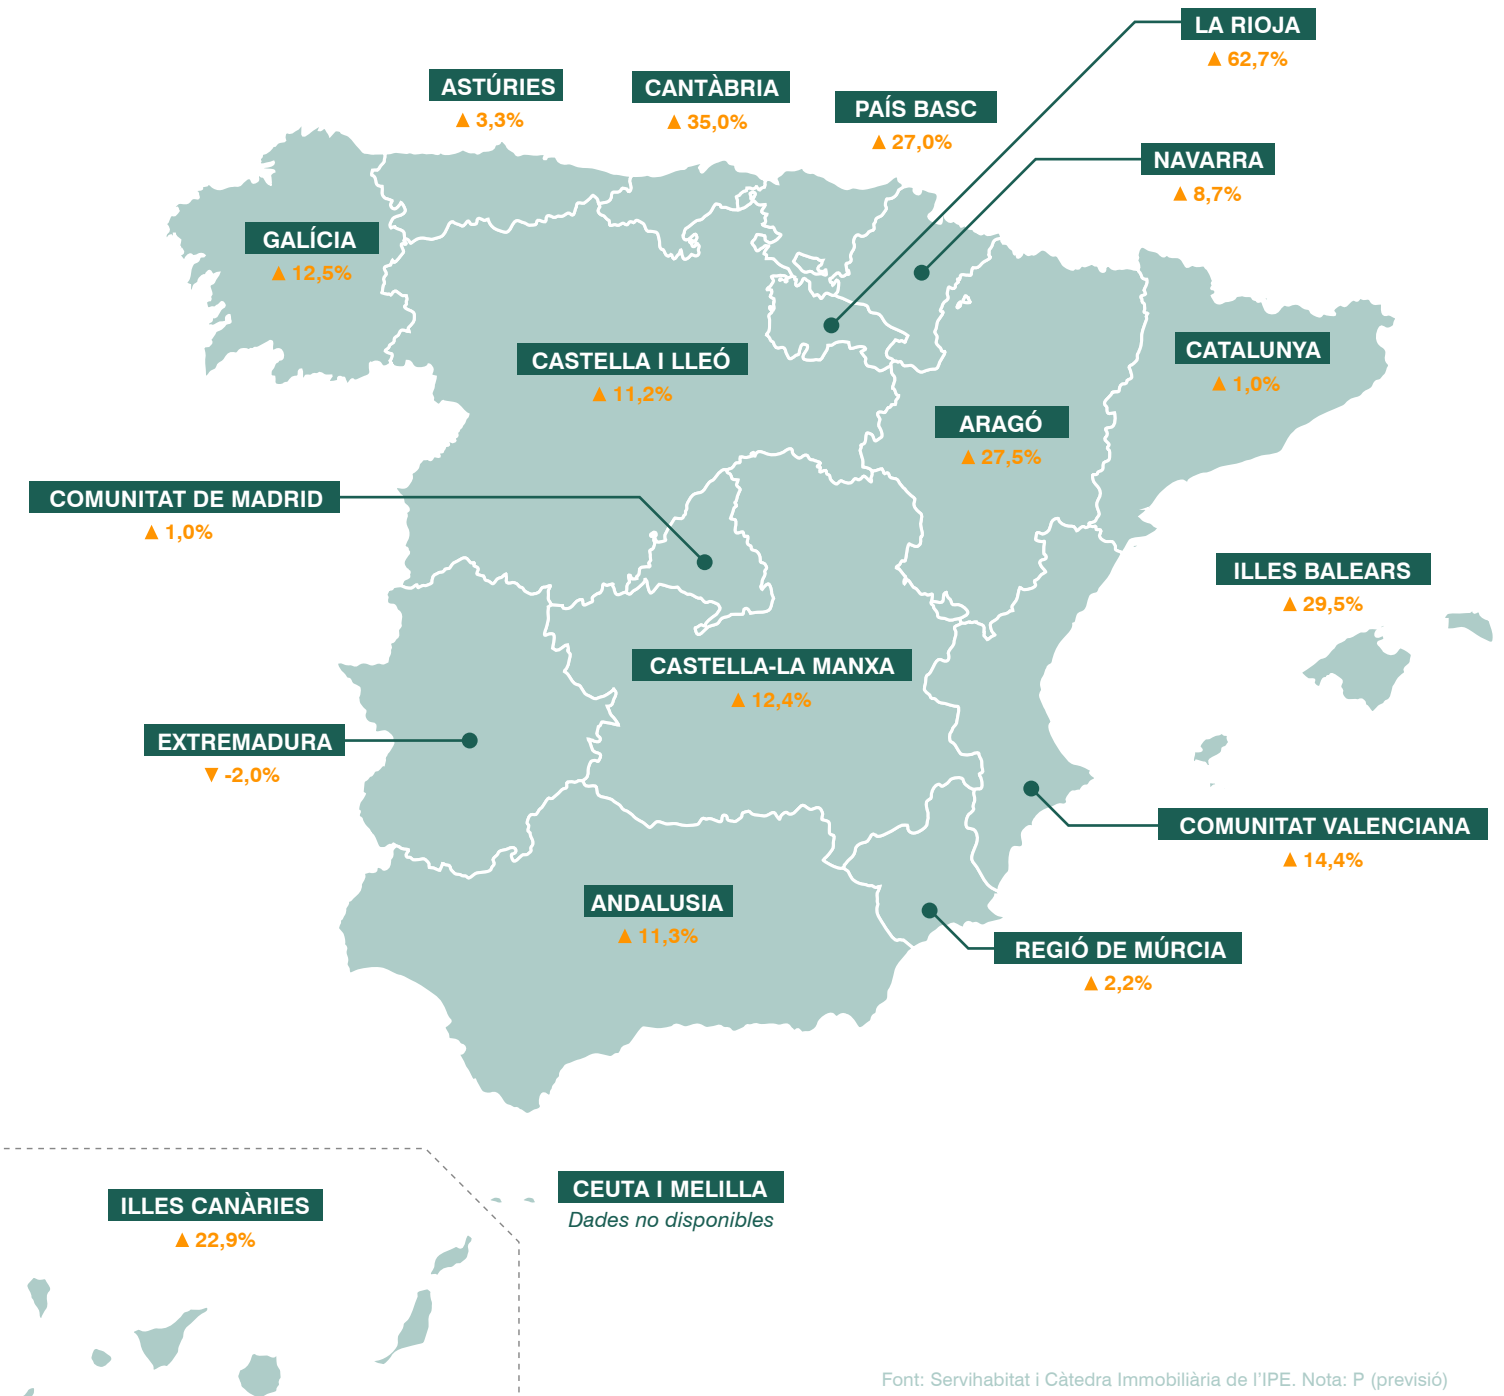 LA RIOJA
▲ 62,7%
ASTÚRIES
▲ 3,3%
CANTÀBRIA
▲ 35,0%
PAÍS BASC
▲ 27,0%
NAVARRA
▲ 8,7%
GALÍCIA
▲ 12,5%
CASTELLA I LLEÓ
▲ 11,2%
CATALUNYA
▲ 1,0%
ARAGÓ
▲ 27,5%
COMUNITAT DE MADRID
▲ 1,0%
ILLES BALEARS
▲ 29,5%
CASTELLA-LA MANXA
▲ 12,4%
EXTREMADURA
▼ -2,0%
COMUNITAT VALENCIANA
▲ 14,4%
ANDALUSIA
▲ 11,3%
REGIÓ DE MÚRCIA
▲ 2,2%
CEUTA I MELILLA
Dades no disponibles
ILLES CANÀRIES
▲ 22,9%
Font: Servihabitat i Càtedra Immobiliària de l'IPE. Nota: P (previsió)